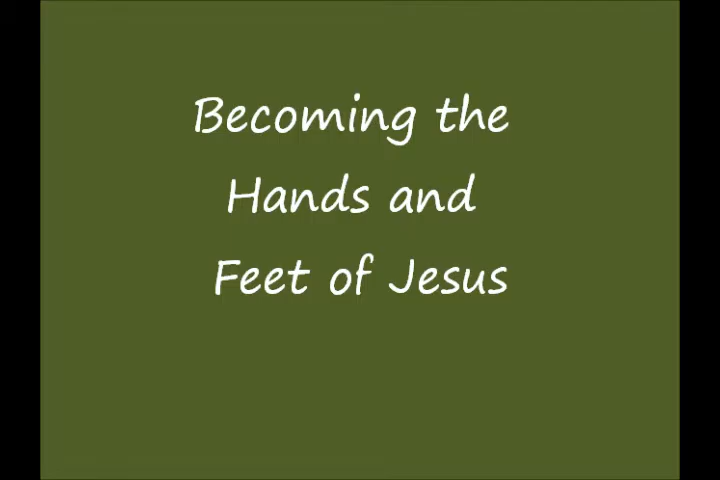 Becoming the
Hands and
Feet of Jesus